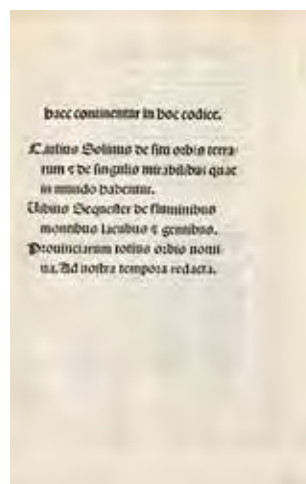 haec continentur in hoc codice.
C. Iulius Solinus de situ orbis terra-
rum ⁊ de singulis mirabilibus quae
in mundo habentur.
Uibius Sequester de fluminibus
montibus lacubus ⁊ gentibus.
Prouinciarum totius orbis nomi
na. Ad nostra tempora redacta.